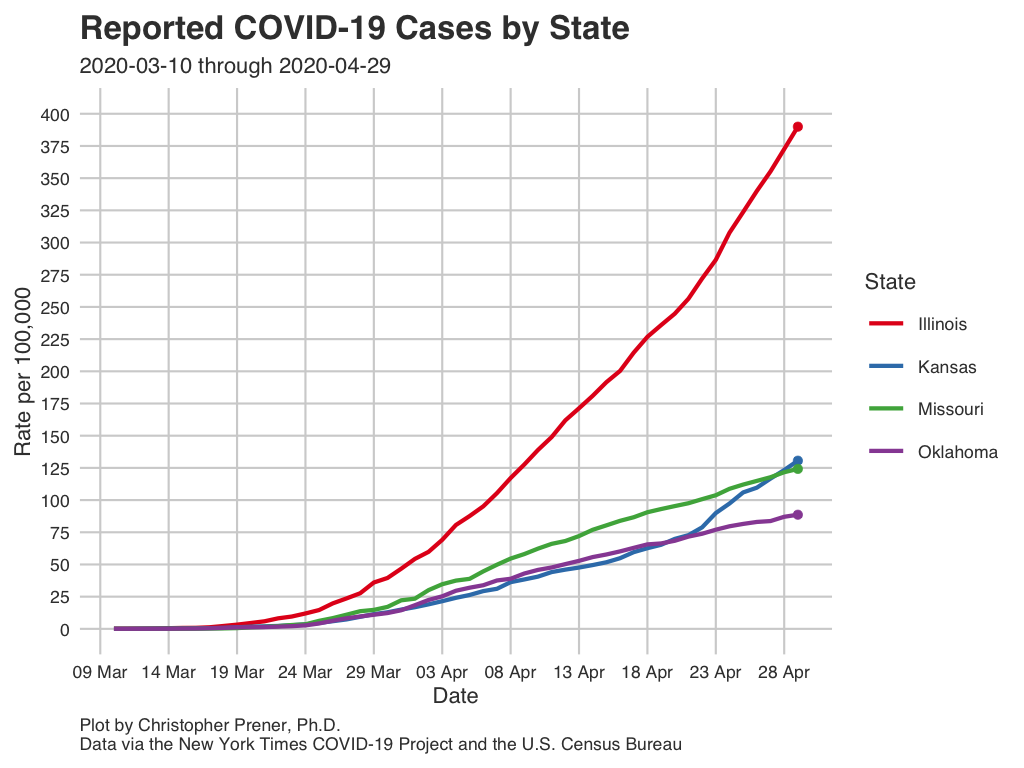 Reported COVID-19 Cases by State
2020-03-10 through 2020-04-29
400
375
350
325
300
275
250
225
200
175
150
125
100
75
50
25
0
Rate per 100,000
09 Mar 14 Mar 19 Mar 24 Mar 29 Mar 03 Apr 08 Apr 13 Apr 18 Apr 23 Apr 28 Apr
Date
State
Illinois
Kansas
Missouri
Oklahoma
Plot by Christopher Prener, Ph.D.
Data via the New York Times COVID-19 Project and the U.S. Census Bureau